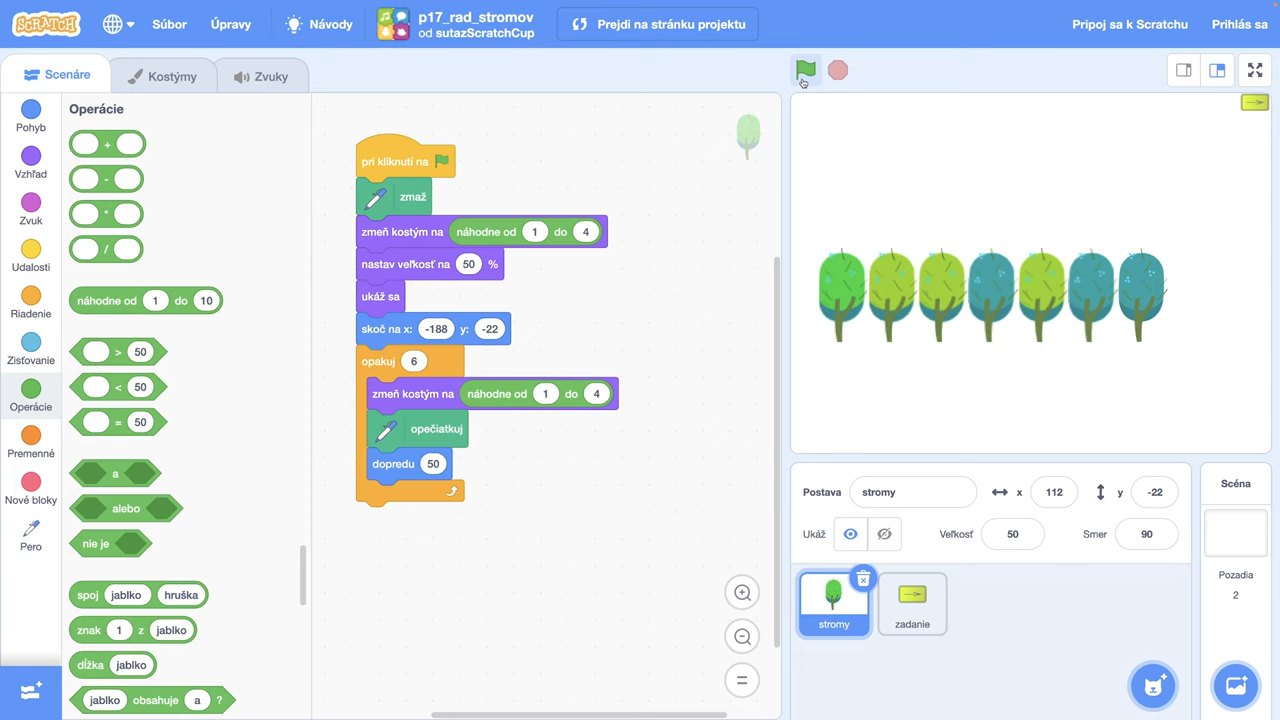 SCRATCH
Súbor
Úpravy
Návody
p17_rad_stromov
od sutazScratchCup
Prejdi na stránku projektu
Pripoj sa k Scratchu
Prihlás sa
Scenáre
Kostýmy
Zvuky
Pohyb
Vzhľad
Zvuk
Udalosti
Riadenie
Zisťovanie
Operácie
Premenné
Nové bloky
Pero
Operácie
+
-
*
/
náhodne od 1 do 10
> 50
< 50
= 50
a
alebo
nie je
spoj jablko hruška
znak 1 z jablko
dĺžka jablko
jablko obsahuje a ?
pri kliknutí na
zmaž
zmeň kostým na náhodne od 1 do 4
nastav veľkosť na 50 %
ukáž sa
skoč na x: -188 y: -22
opakuj 6
zmeň kostým na náhodne od 1 do 4
opečiatkuj
dopredu 50
Postava stromy x 112 y -22
Ukáž Veľkosť 50 Smer 90
stromy
zadanie
Scéna
Pozadia
2